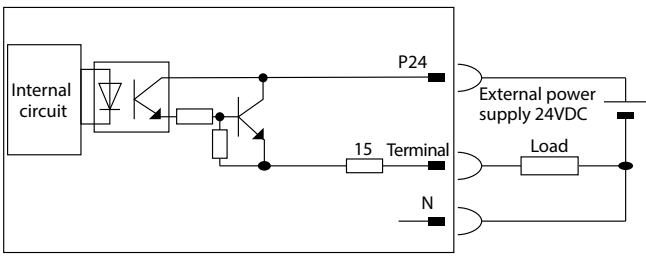 P24
Internal
circuit
External power
supply 24VDC
15
Terminal
Load
N